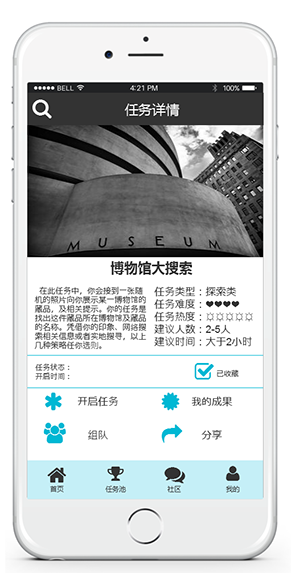 BELL 4:21 PM 100%
任务详情
MUSEUM
博物馆大搜索
在此任务中，你会接到一张随
机的照片向你展示某一博物馆的
藏品，及相关提示。你的任务是
找出这件藏品所在博物馆及藏品
的名称。凭借你的印象、网络搜
索相关信息或者实地探寻，以上
几种策略任你选则。
任务类型：探索类
任务难度：❤❤❤❤
任务热度：☼☼☼☼☼
建议人数：2-5人
建议时间：大于2小时
任务状态：
开启时间：
已收藏
开启任务
我的成果
组队
分享
首页
任务池
社区
我的